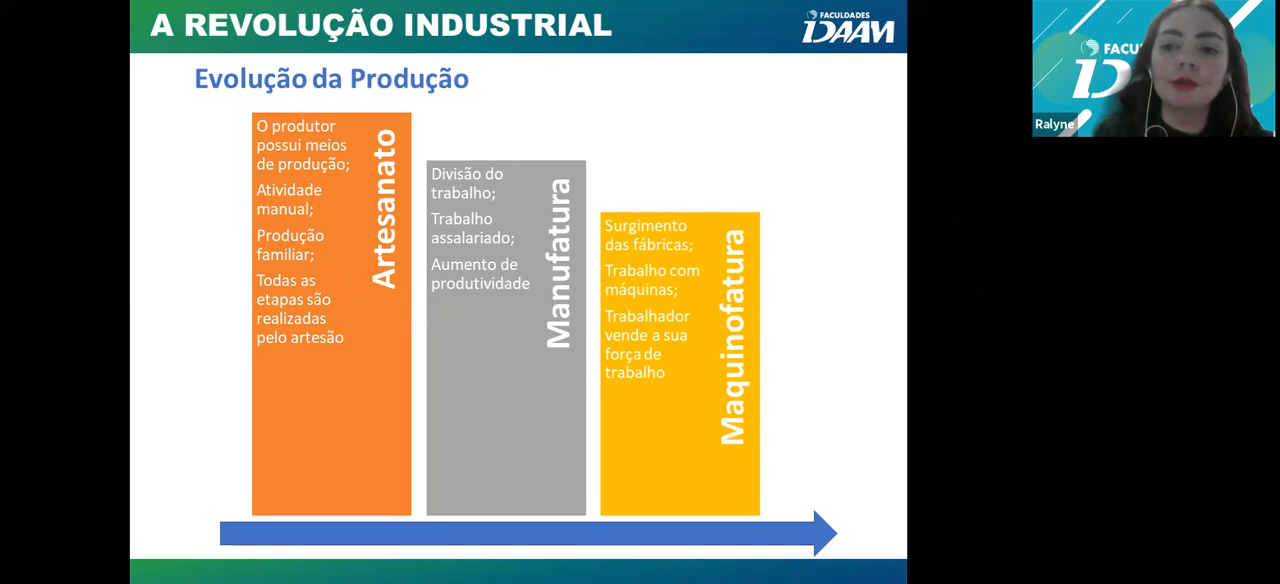 A REVOLUÇÃO INDUSTRIAL
FACULDADES
IDAAM
Evolução da Produção
O produtor
possui meios
de produção;
Atividade
manual;
Produção
familiar;
Todas as
etapas são
realizadas
pelo artesão
Artesanato
Divisão do
trabalho;
Trabalho
assalariado;
Aumento de
produtividade
Manufatura
Surgimento
das fábricas;
Trabalho com
máquinas;
Trabalhador
vende a sua
força de
trabalho
Maquinofatura
FACU
ID
Ralyne